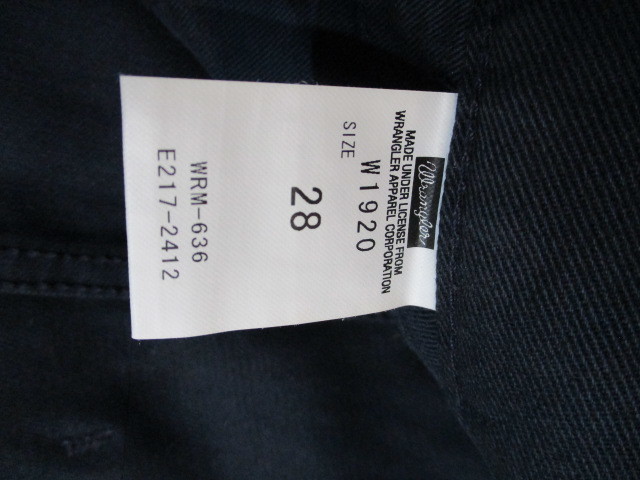 Wrangler
MADE UNDER LICENSE FROM
WRANGLER APPAREL CORPORATION
W1920
SIZE
28
WRM-636
E217-2412